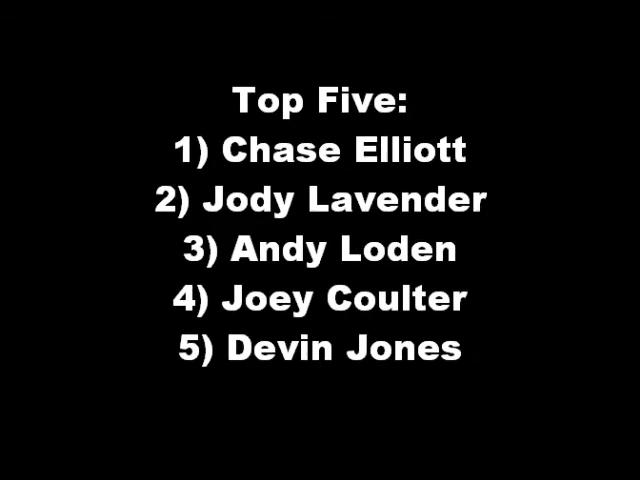 Top Five:
1) Chase Elliott
2) Jody Lavender
3) Andy Loden
4) Joey Coulter
5) Devin Jones